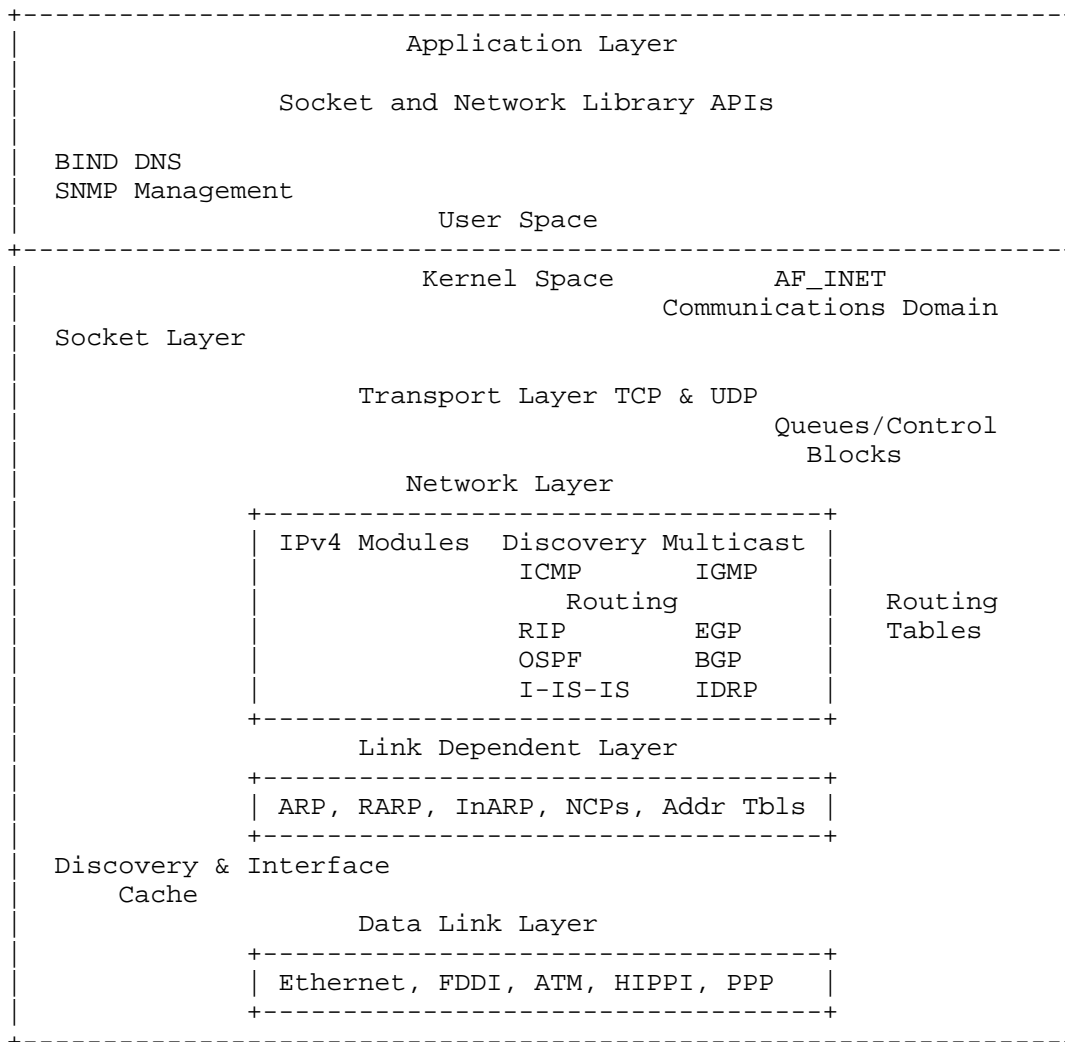 Application Layer
Socket and Network Library APIs
BIND DNS
SNMP Management
User Space
Kernel Space AF_INET
Communications Domain
Socket Layer
Transport Layer TCP & UDP
Queues/Control
Blocks
Network Layer
IPv4 Modules Discovery Multicast
ICMP IGMP
Routing Routing
RIP EGP Tables
OSPF BGP
I-IS-IS IDRP
Link Dependent Layer
ARP, RARP, InARP, NCPs, Addr Tbls
Discovery & Interface
Cache
Data Link Layer
Ethernet, FDDI, ATM, HIPPI, PPP